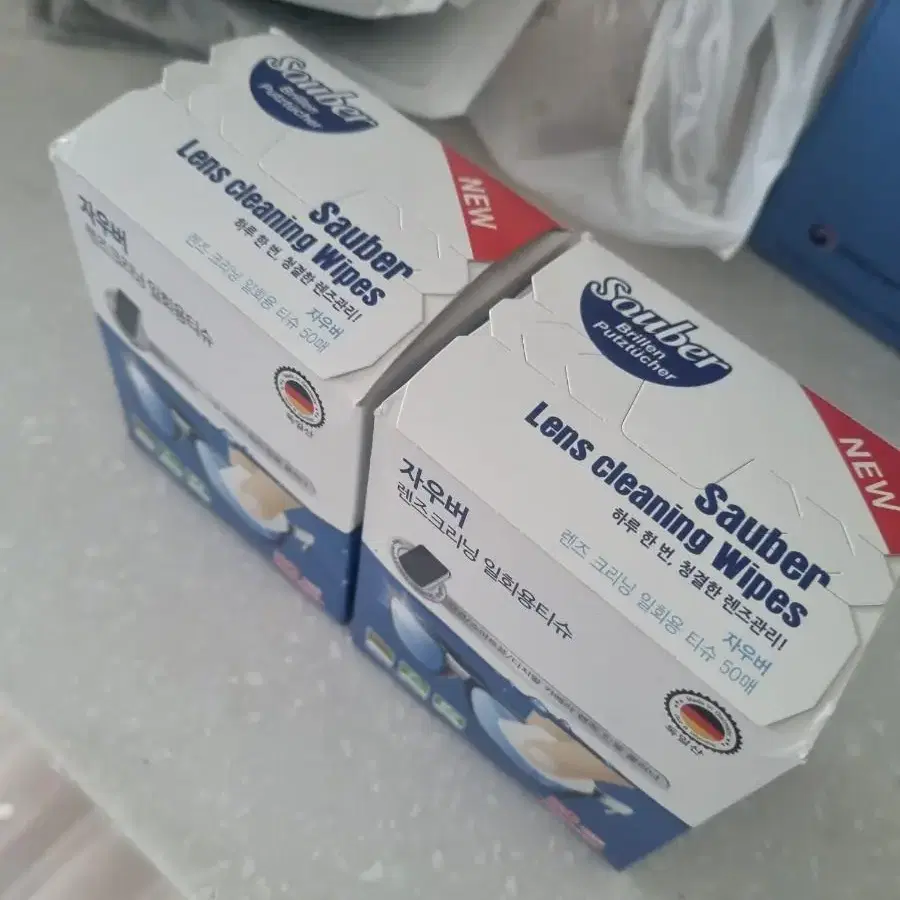 Souber
Brillen
Putztücher
NEW
Sauber
Lens cleaning Wipes
하루 한 번, 청결한 렌즈관리!
자우버
렌즈 크리닝 일회용 티슈 50매
자우버
렌즈크리닝 일회용티슈
독일산
Souber
Brillen
Putztücher
NEW
Sauber
Lens cleaning Wipes
하루 한 번, 청결한 렌즈관리!
자우버
렌즈 크리닝 일회용 티슈 50매
자우버
렌즈크리닝 일회용티슈
Made in Germany
독일산